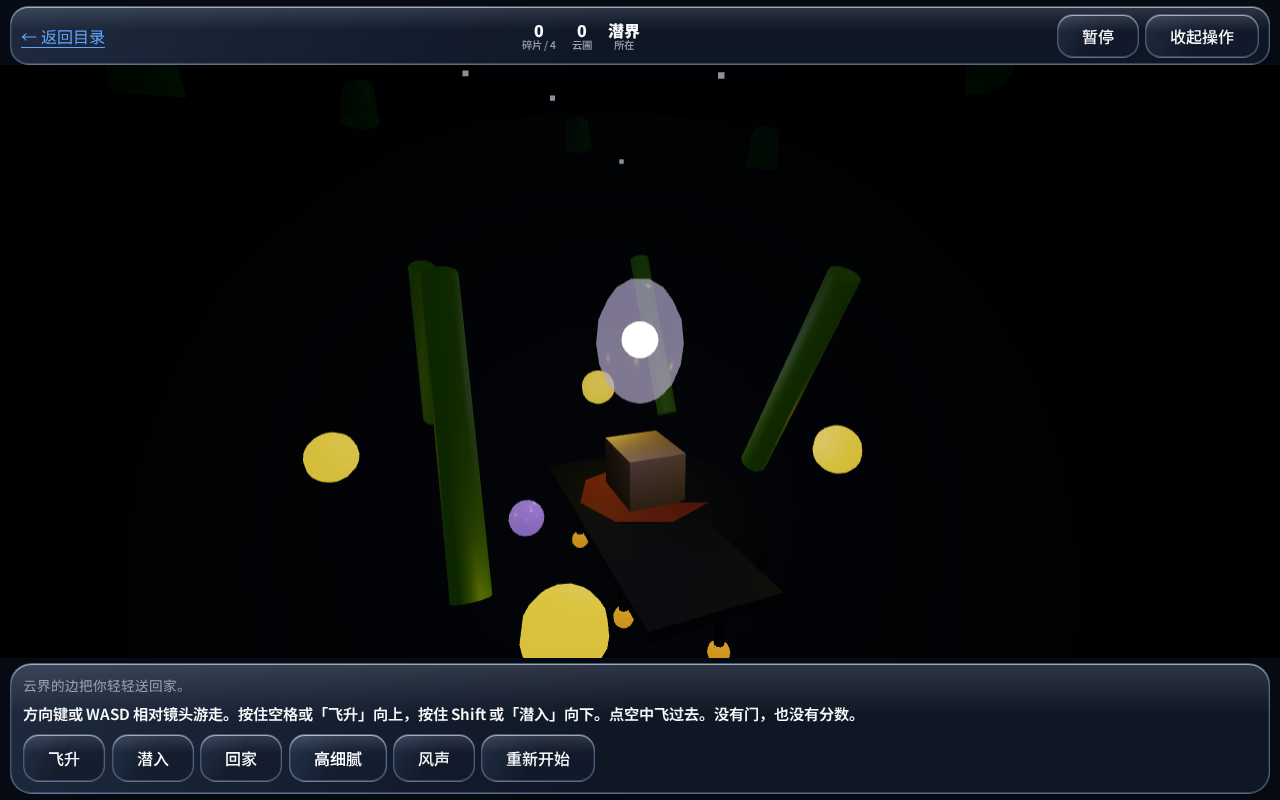 ← 返回目录
0
碎片 / 4
0
云圃
潜界
所在
暂停
收起操作
云界的边把你轻轻送回家。
方向键或 WASD 相对镜头游走。按住空格或「飞升」向上，按住 Shift 或「潜入」向下。点空中飞过去。没有门，也没有分数。
飞升
潜入
回家
高细腻
风声
重新开始